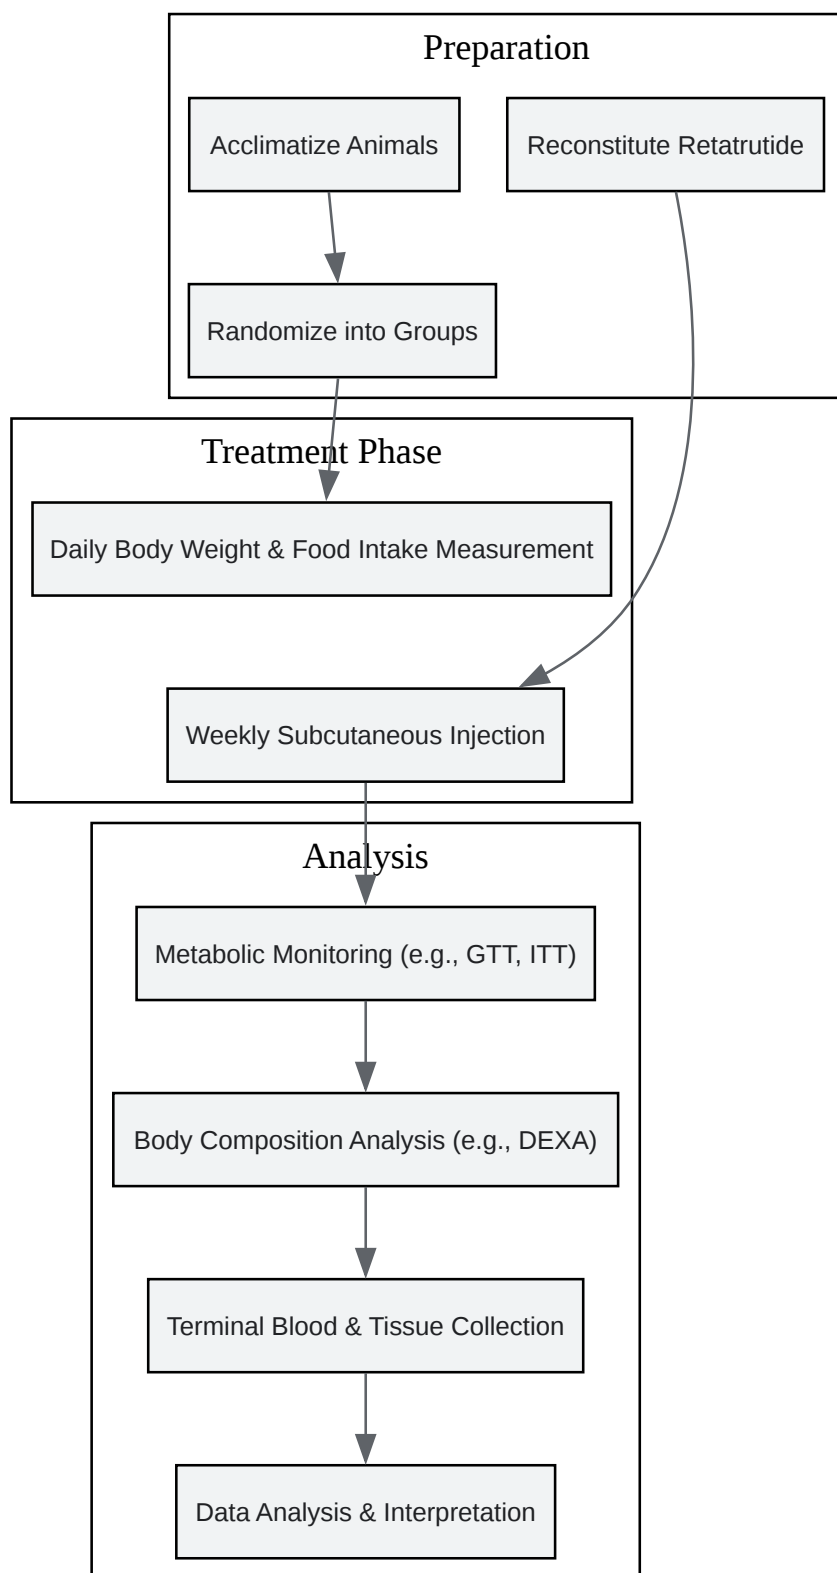 Preparation
Acclimatize Animals
Reconstitute Retatrutide
Randomize into Groups
Treatment Phase
Daily Body Weight & Food Intake Measurement
Weekly Subcutaneous Injection
Analysis
Metabolic Monitoring (e.g., GTT, ITT)
Body Composition Analysis (e.g., DEXA)
Terminal Blood & Tissue Collection
Data Analysis & Interpretation